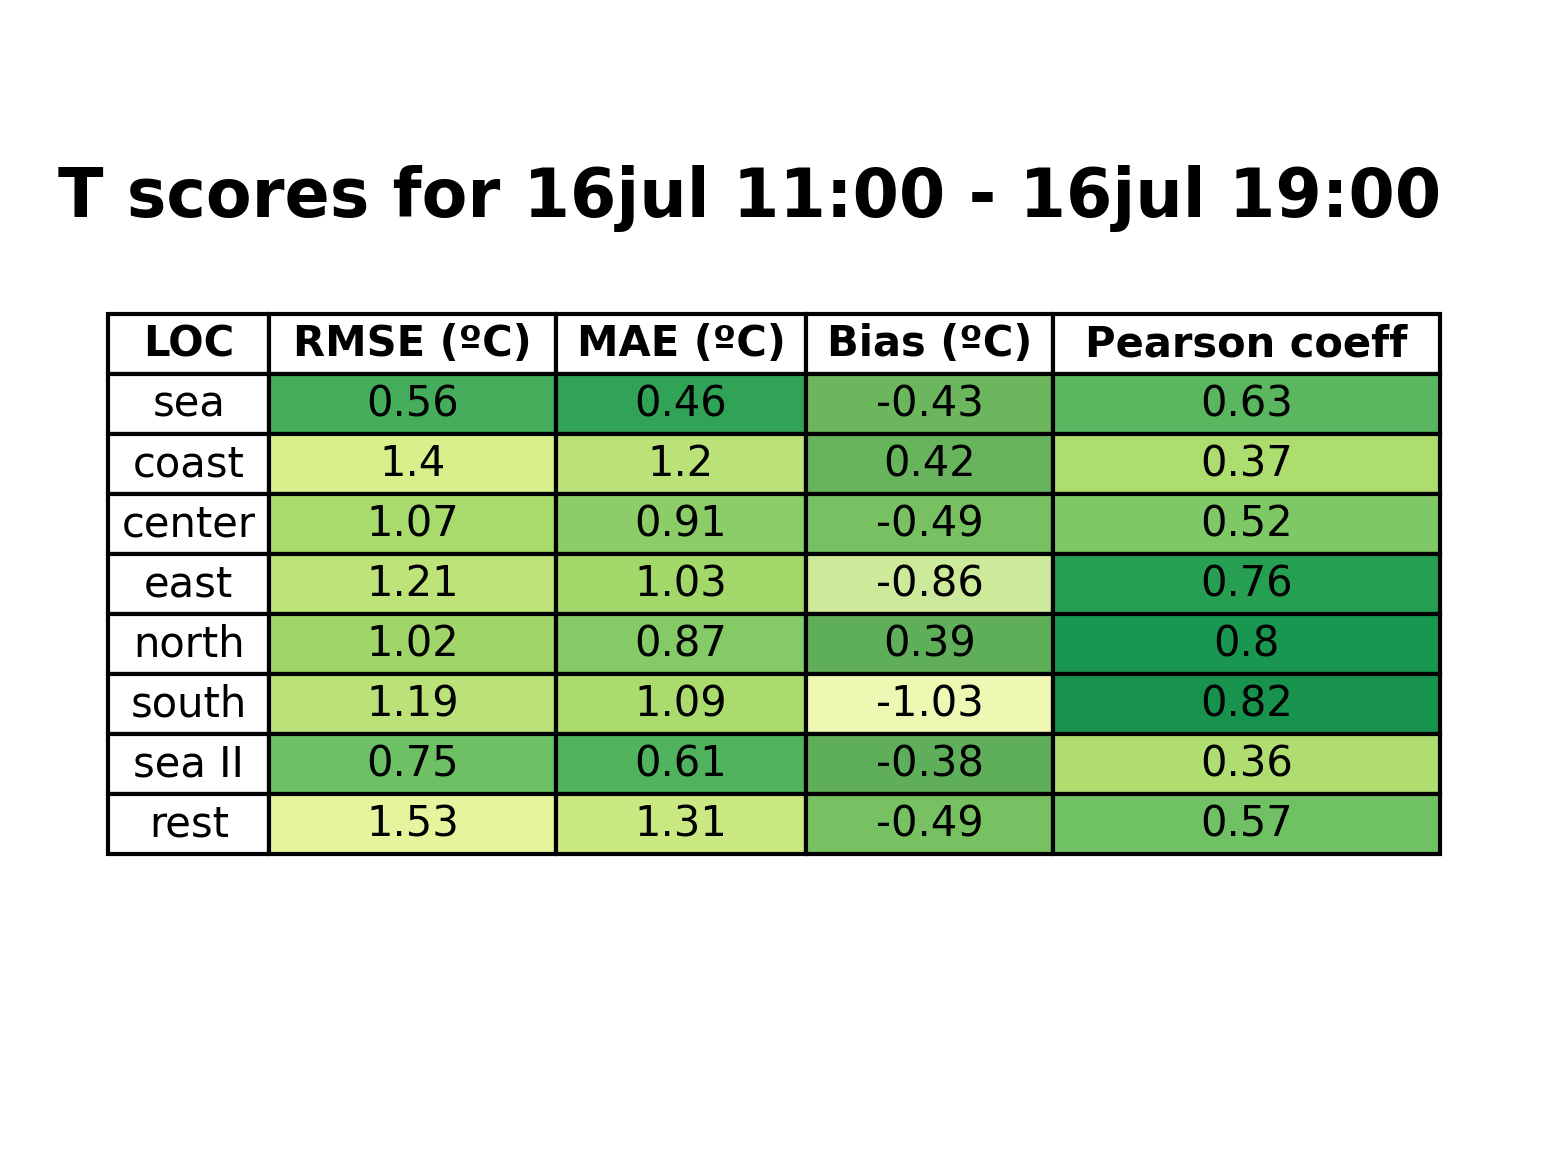 T scores for 16jul 11:00 - 16jul 19:00
LOC RMSE (ºC) MAE (ºC) Bias (ºC) Pearson coeff
sea 0.56 0.46 -0.43 0.63
coast 1.4 1.2 0.42 0.37
center 1.07 0.91 -0.49 0.52
east 1.21 1.03 -0.86 0.76
north 1.02 0.87 0.39 0.8
south 1.19 1.09 -1.03 0.82
sea II 0.75 0.61 -0.38 0.36
rest 1.53 1.31 -0.49 0.57